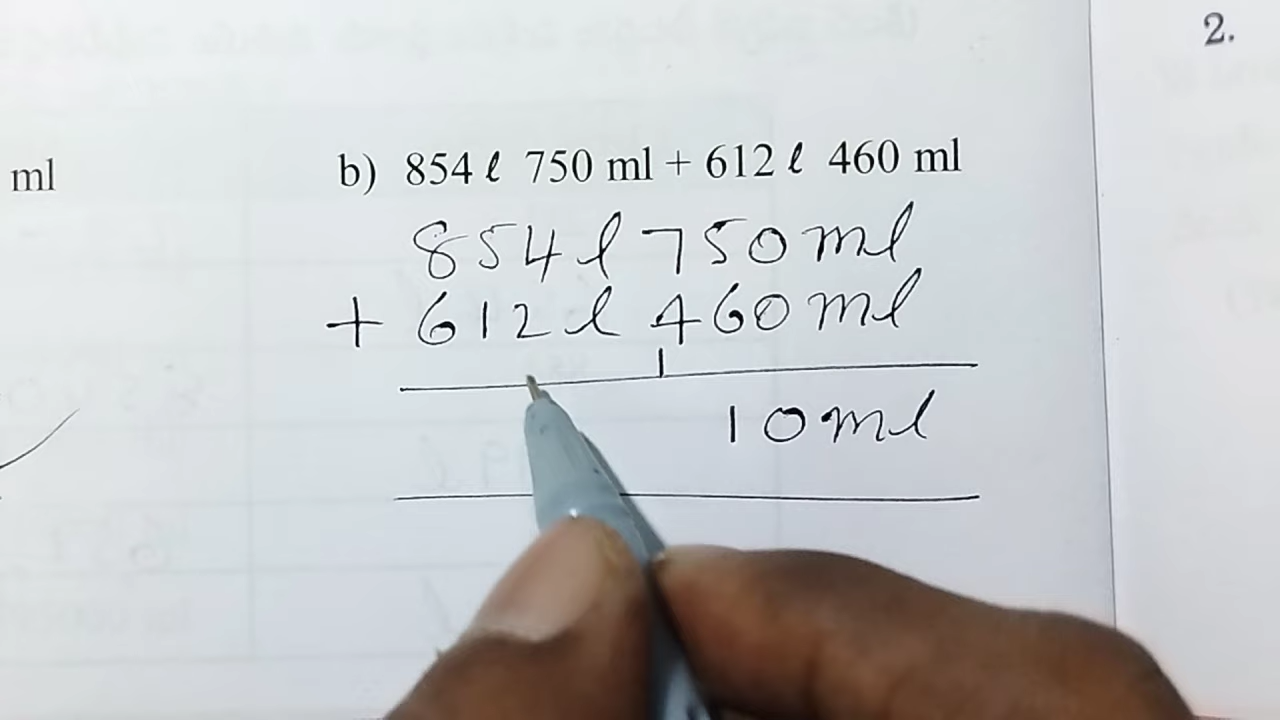 2.
ml
b) 854 ℓ 750 ml + 612 ℓ 460 ml
854 l 750 ml
+ 612 l 460 ml
1
10 ml